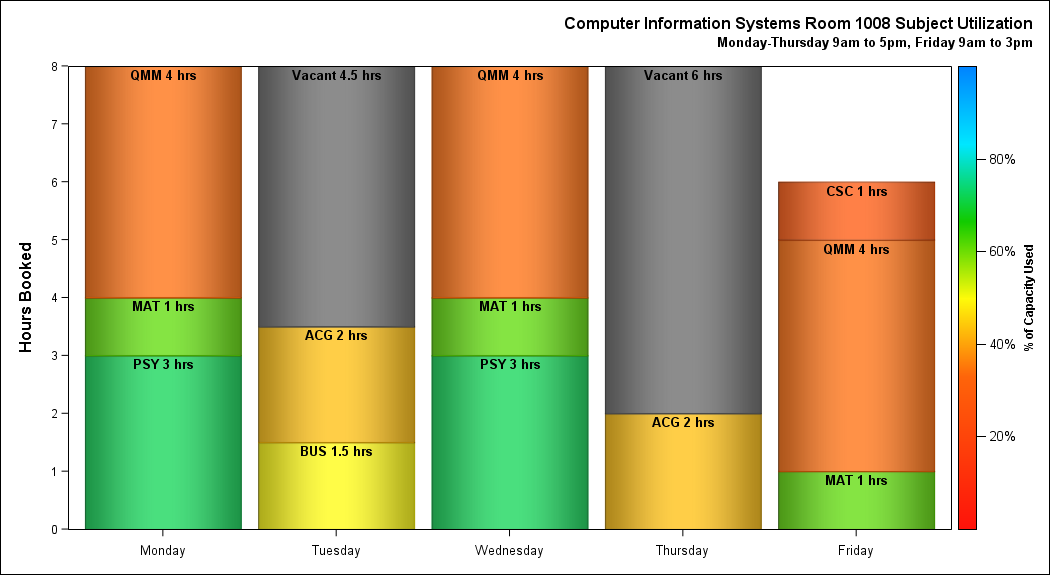 Computer Information Systems Room 1008 Subject Utilization
Monday-Thursday 9am to 5pm, Friday 9am to 3pm
Hours Booked
8
7
6
5
4
3
2
1
0
QMM 4 hrs
MAT 1 hrs
PSY 3 hrs
Vacant 4.5 hrs
ACG 2 hrs
BUS 1.5 hrs
QMM 4 hrs
MAT 1 hrs
PSY 3 hrs
Vacant 6 hrs
ACG 2 hrs
CSC 1 hrs
QMM 4 hrs
MAT 1 hrs
Monday
Tuesday
Wednesday
Thursday
Friday
80%
60%
40%
20%
% of Capacity Used